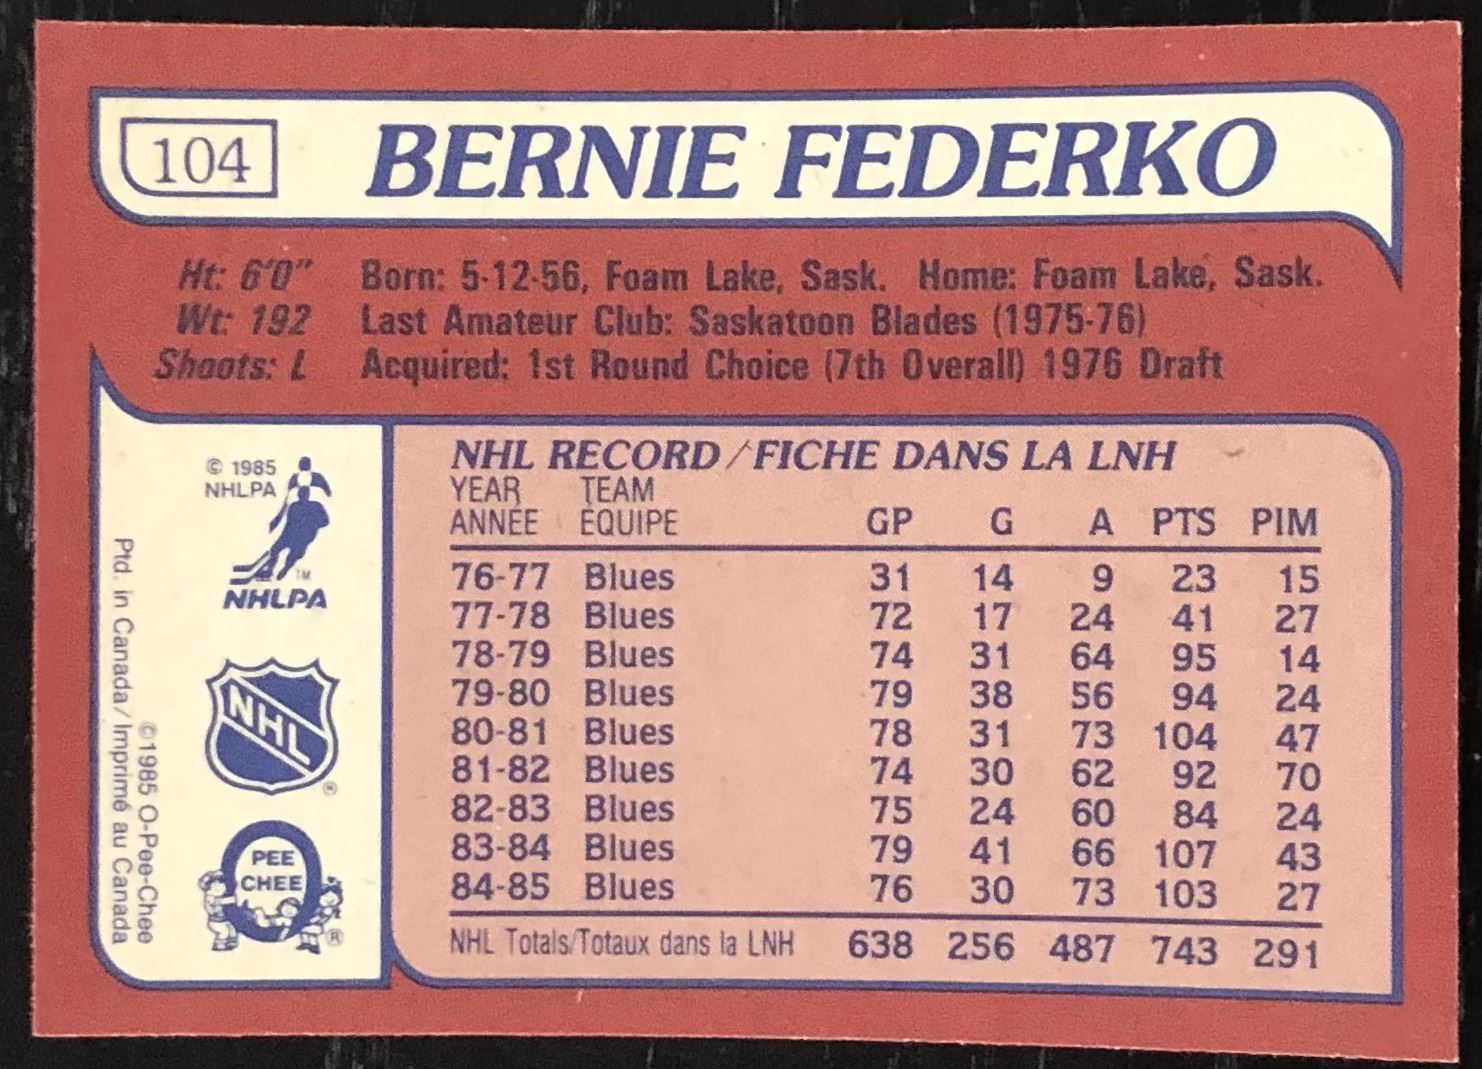 104 BERNIE FEDERKO
Ht: 6'0" Born: 5-12-56, Foam Lake, Sask. Home: Foam Lake, Sask.
Wt: 192 Last Amateur Club: Saskatoon Blades (1975-76)
Shoots: L Acquired: 1st Round Choice (7th Overall) 1976 Draft
© 1985
NHLPA
TM
NHLPA
NHL
®
PEE
CHEE
®
©1985 O-Pee-Chee
Ptd. in Canada/Imprimé au Canada
NHL RECORD/FICHE DANS LA LNH
YEAR TEAM
ANNÉE ÉQUIPE GP G A PTS PIM
76-77 Blues 31 14 9 23 15
77-78 Blues 72 17 24 41 27
78-79 Blues 74 31 64 95 14
79-80 Blues 79 38 56 94 24
80-81 Blues 78 31 73 104 47
81-82 Blues 74 30 62 92 70
82-83 Blues 75 24 60 84 24
83-84 Blues 79 41 66 107 43
84-85 Blues 76 30 73 103 27
NHL Totals/Totaux dans la LNH 638 256 487 743 291